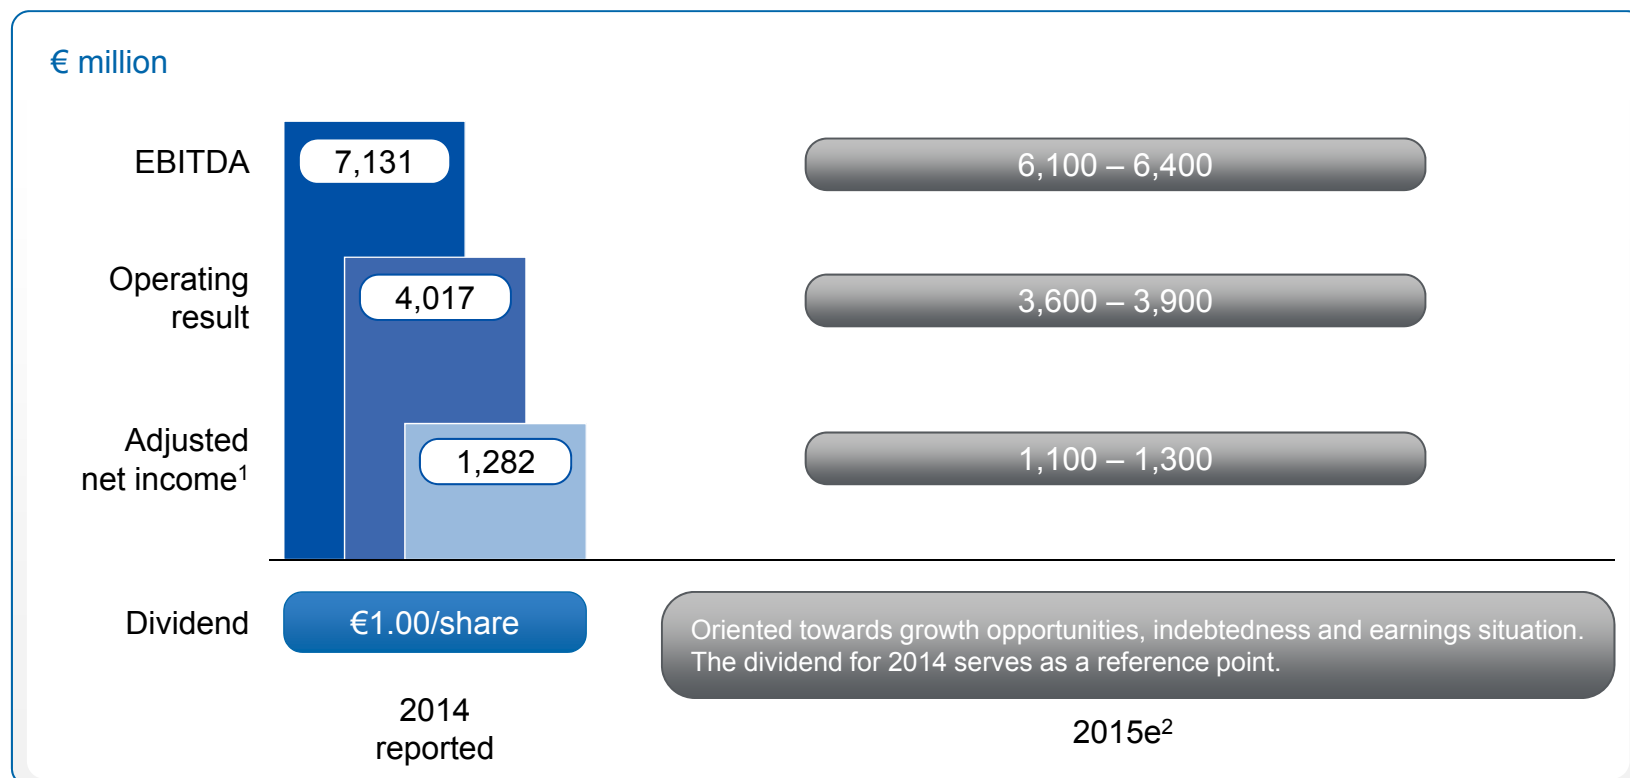 € million
EBITDA
7,131
6,100 – 6,400
Operating
result
4,017
3,600 – 3,900
Adjusted
net income¹
1,282
1,100 – 1,300
Dividend
€1.00/share
Oriented towards growth opportunities, indebtedness and earnings situation.
The dividend for 2014 serves as a reference point.
2014
reported
2015e²